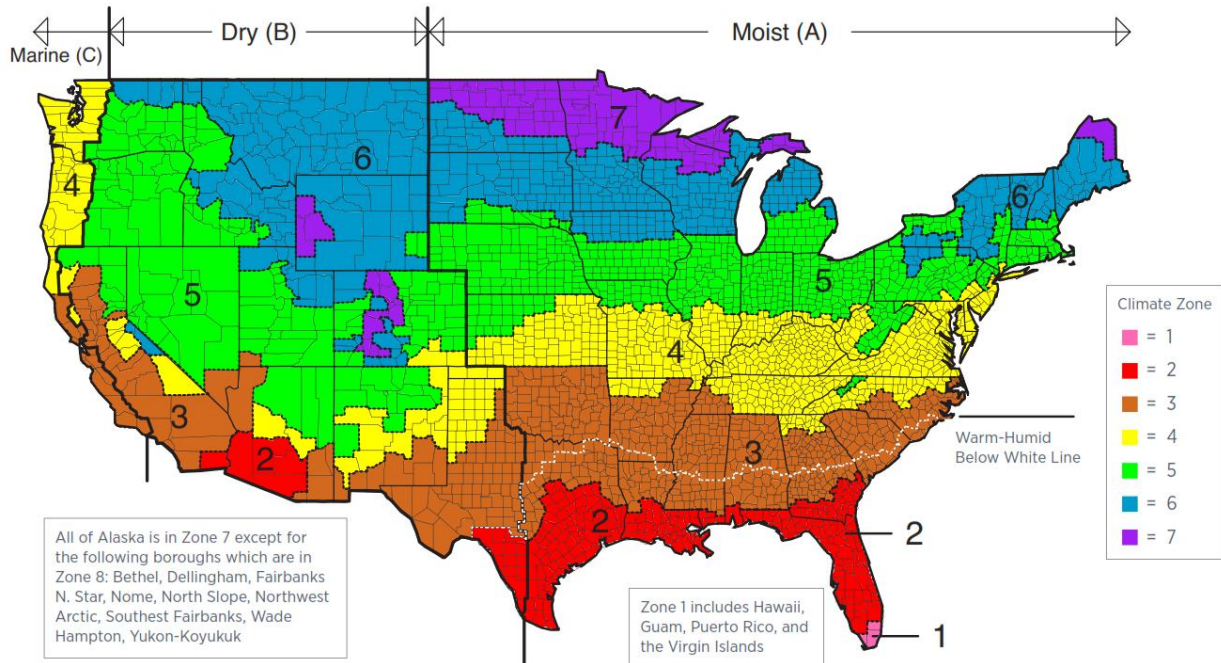 Marine (C)
Dry (B)
Moist (A)
7
6
4
6
5
5
4
3
3
2
2
2
1
Warm-Humid
Below White Line
Climate Zone
= 1
= 2
= 3
= 4
= 5
= 6
= 7
All of Alaska is in Zone 7 except for
the following boroughs which are in
Zone 8: Bethel, Dellingham, Fairbanks
N. Star, Nome, North Slope, Northwest
Arctic, Southest Fairbanks, Wade
Hampton, Yukon-Koyukuk
Zone 1 includes Hawaii,
Guam, Puerto Rico, and
the Virgin Islands